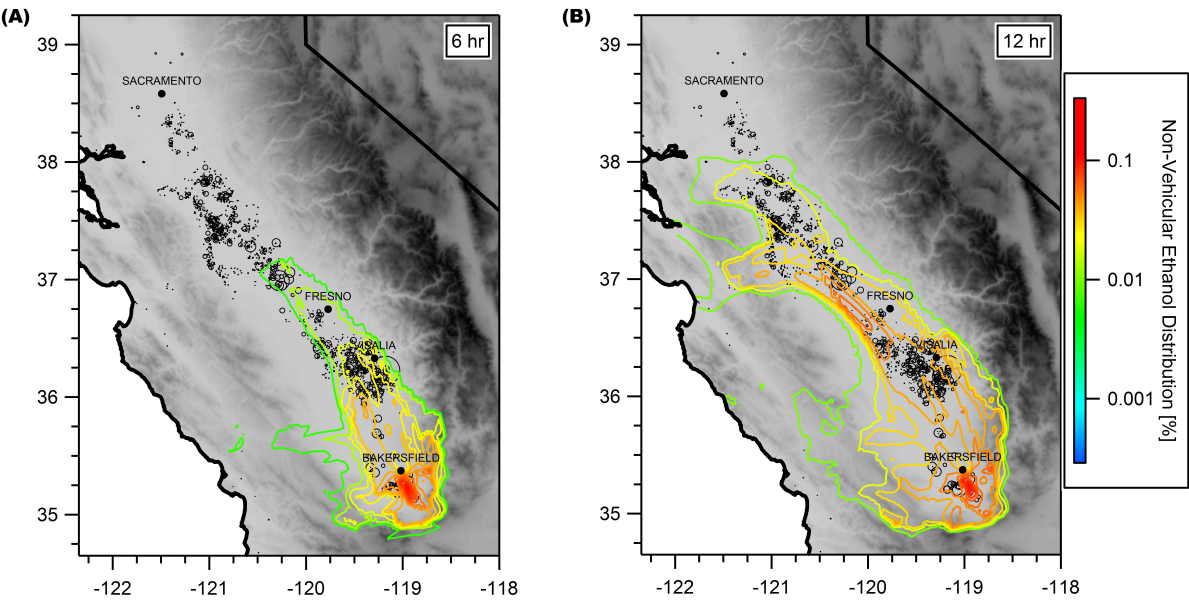 (A)
6 hr
39
38
37
36
35
-122
-121
-120
-119
-118
SACRAMENTO
FRESNO
VISALIA
BAKERSFIELD
(B)
12 hr
39
38
37
36
35
-122
-121
-120
-119
-118
SACRAMENTO
FRESNO
VISALIA
BAKERSFIELD
0.1
0.01
0.001
Non-Vehicular Ethanol Distribution [%]